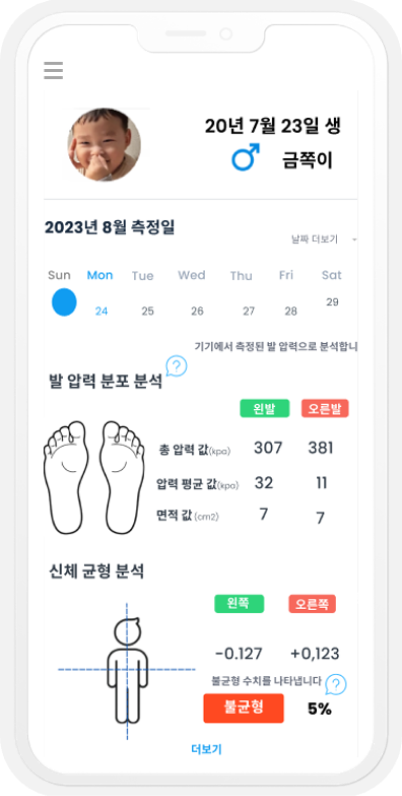 20년 7월 23일 생
금쪽이
2023년 8월 측정일
날짜 더보기
Sun Mon Tue Wed Thu Fri Sat
24 25 26 27 28 29
기기에서 측정된 발 압력으로 분석합니
발 압력 분포 분석 ?
왼발 오른발
총 압력 값(kpa) 307 381
압력 평균 값(kpa) 32 11
면적 값 (cm2) 7 7
신체 균형 분석
왼쪽 오른쪽
-0.127 +0,123
불균형 수치를 나타냅니다 ?
불균형 5%
더보기